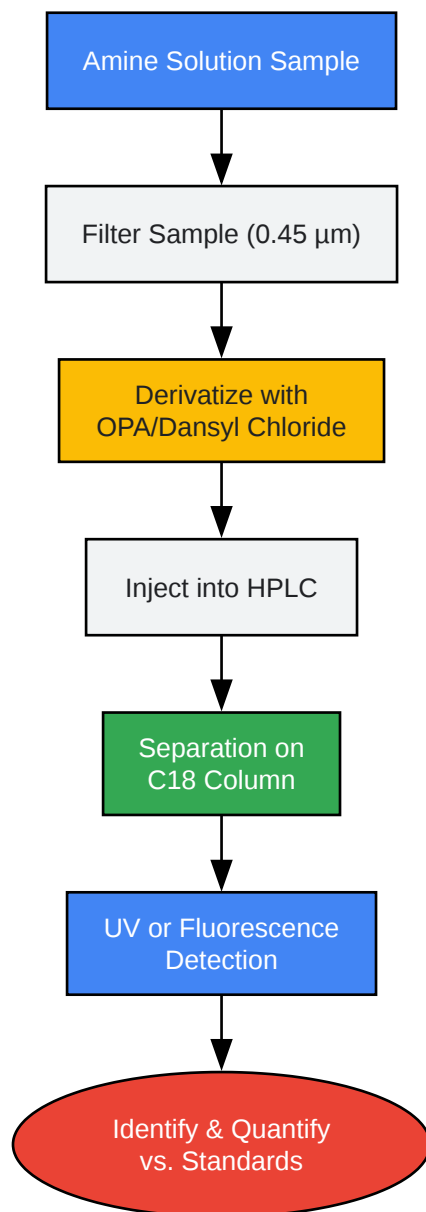 Amine Solution Sample
Filter Sample (0.45 µm)
Derivatize with
OPA/Dansyl Chloride
Inject into HPLC
Separation on
C18 Column
UV or Fluorescence
Detection
Identify & Quantify
vs. Standards